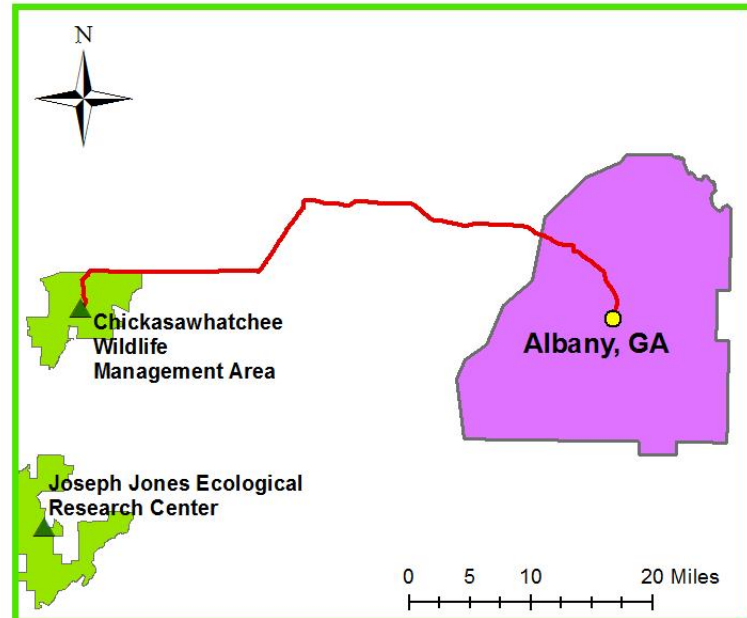 N
Chickasawhatchee
Wildlife
Management Area
Albany, GA
Joseph Jones Ecological
Research Center
0 5 10 20 Miles